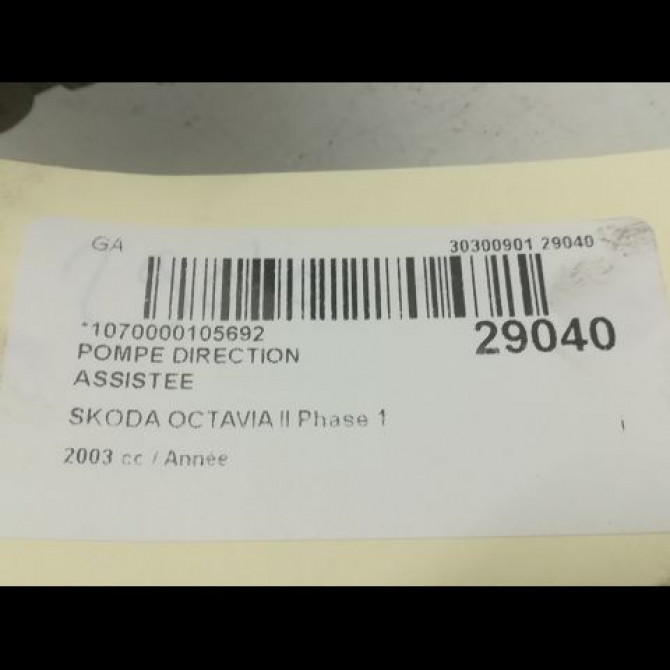 GA
30300901 29040
*1070000105692
29040
POMPE DIRECTION
ASSISTEE
SKODA OCTAVIA II Phase 1
2003 cc / Année